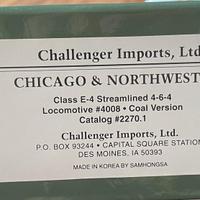 Challenger Imports, Ltd
CHICAGO & NORTHWEST
Class E-4 Streamlined 4-6-4
Locomotive #4008 • Coal Version
Catalog #2270.1
Challenger Imports, Ltd.
P.O. BOX 93244 • CAPITAL SQUARE STATION
DES MOINES, IA 50393
MADE IN KOREA BY SAMHONGSA